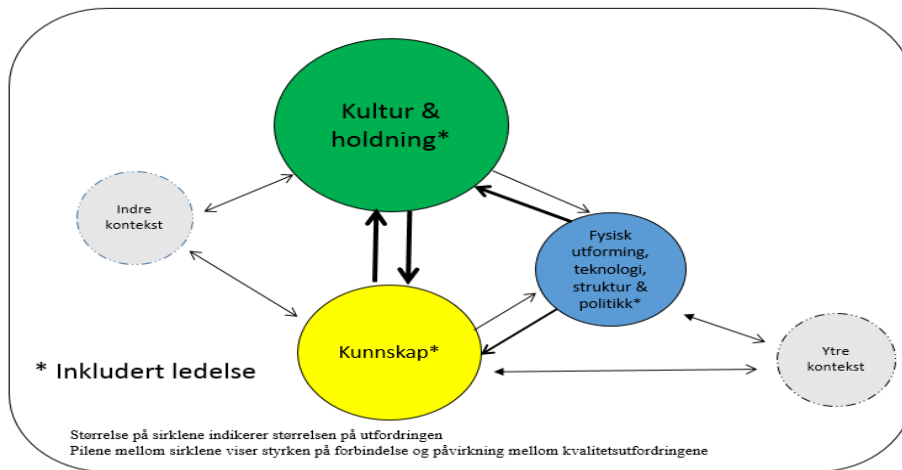 Kultur &
holdning*
Indre
kontekst
Fysisk
utforming,
teknologi,
struktur &
politikk*
Kunnskap*
Ytre
kontekst
* Inkludert ledelse
Størrelse på sirklene indikerer størrelsen på utfordringen
Pilene mellom sirklene viser styrken på forbindelse og påvirkning mellom kvalitetsutfordringene